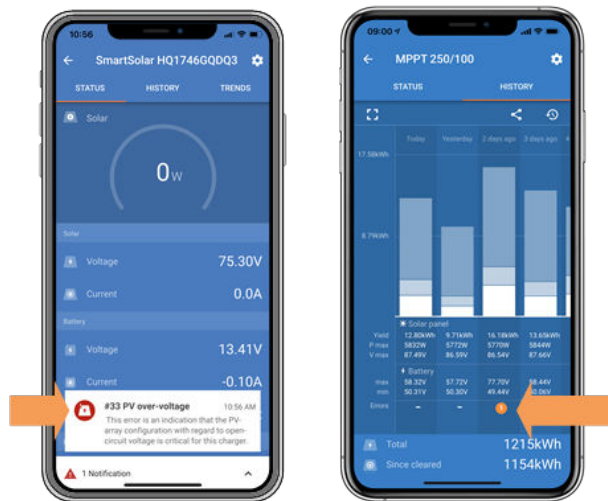 10:56
SmartSolar HQ1746GQDQ3
STATUS HISTORY TRENDS
Solar
0W
Solar
Voltage 75.30V
Current 0.0A
Battery
Voltage 13.41V
Current -0.10A
#33 PV over-voltage 10:56 AM
This error is an indication that the PV-
array configuration with regard to open-
circuit voltage is critical for this charger.
1 Notification
09:00
MPPT 250/100
STATUS HISTORY
Today Yesterday 2 days ago 3 days ago 4
17.58kWh
8.79kWh
Solar panel
Yield 12.80kWh 9.71kWh 16.18kWh 13.65kWh
P max 5832W 5772W 5770W 5844W
V max 87.49V 86.59V 86.54V 87.66V
Battery
max 58.32V 57.72V 77.70V 58.44V
min 50.31V 50.30V 49.44V 50.06V
Errors – – 1
Total 1215kWh
Since cleared 1154kWh